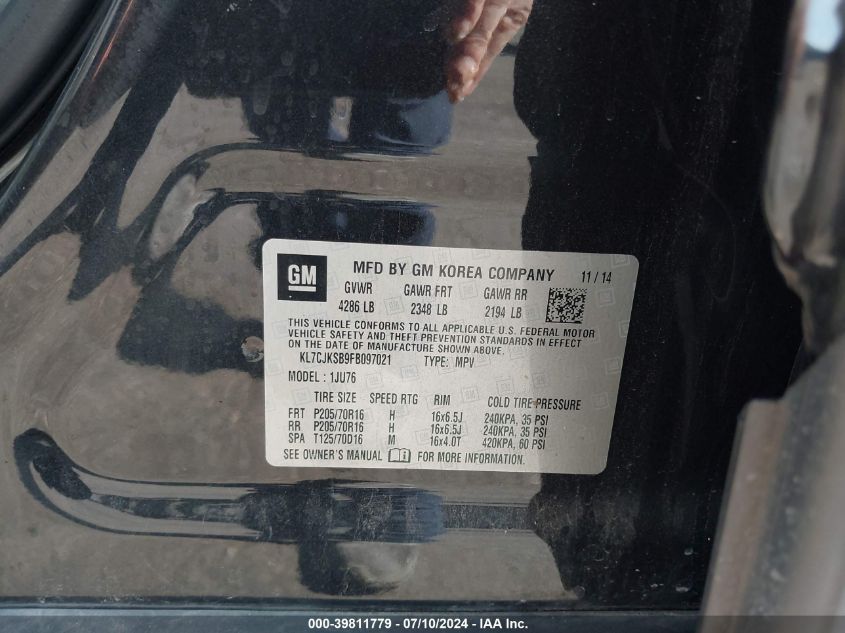 GM
MFD BY GM KOREA COMPANY 11 / 14
GVWR GAWR FRT GAWR RR
4286 LB 2348 LB 2194 LB
THIS VEHICLE CONFORMS TO ALL APPLICABLE U.S. FEDERAL MOTOR
VEHICLE SAFETY AND THEFT PREVENTION STANDARDS IN EFFECT
ON THE DATE OF MANUFACTURE SHOWN ABOVE.
KL7CJKSB9FB097021 TYPE: MPV
MODEL : 1JU76
TIRE SIZE SPEED RTG RIM COLD TIRE PRESSURE
FRT P205/70R16 H 16x6.5J 240KPA, 35 PSI
RR P205/70R16 H 16x6.5J 240KPA, 35 PSI
SPA T125/70D16 M 16x4.0T 420KPA, 60 PSI
SEE OWNER'S MANUAL FOR MORE INFORMATION.
000-39811779 - 07/10/2024 - IAA Inc.